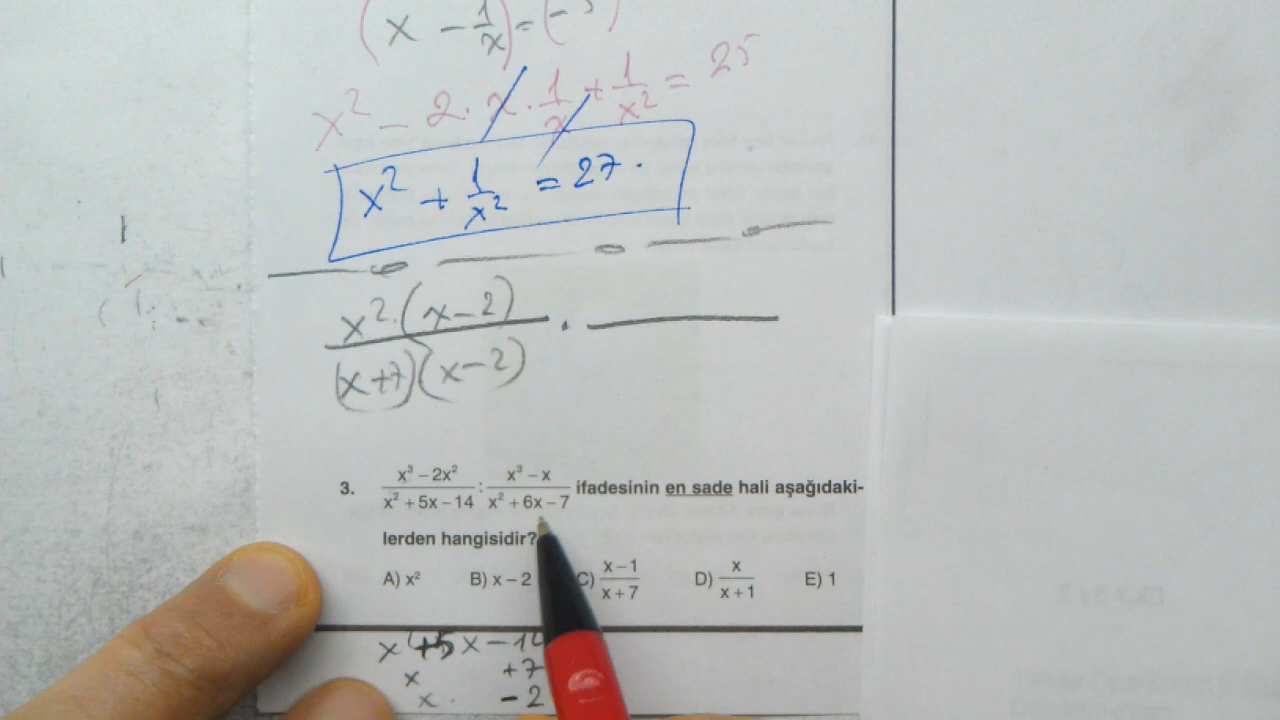 (x - 1/x) = (-5)
x² - 2 . x . 1/x + 1/x² = 25
x² + 1/x² = 27.
x².(x-2) / (x+7)(x-2) .
3. x³ – 2x² / x² + 5x – 14 : x³ – x / x² + 6x – 7 ifadesinin en sade hali aşağıdaki-
lerden hangisidir?
A) x² B) x – 2 C) x – 1 / x + 7 D) x / x + 1 E) 1
x² +5x - 14
x +7
x . -2